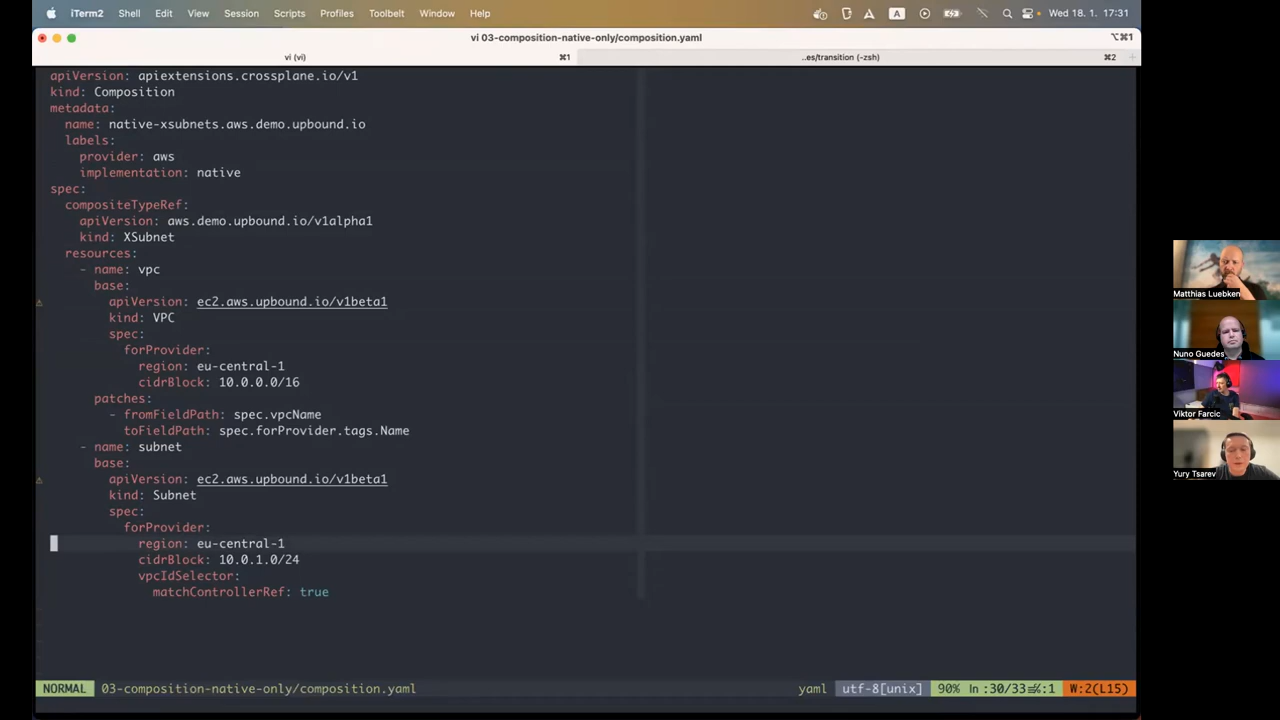 iTerm2 Shell Edit View Session Scripts Profiles Toolbelt Window Help A Wed 18. 1. 17:31
vi 03-composition-native-only/composition.yaml ⌥⌘1
vi (vi) ⌘1 ..es/transition (-zsh) ⌘2 +
apiVersion: apiextensions.crossplane.io/v1
kind: Composition
metadata:
name: native-xsubnets.aws.demo.upbound.io
labels:
provider: aws
implementation: native
spec:
compositeTypeRef:
apiVersion: aws.demo.upbound.io/v1alpha1
kind: XSubnet
resources:
- name: vpc
base:
apiVersion: ec2.aws.upbound.io/v1beta1
kind: VPC
spec:
forProvider:
region: eu-central-1
cidrBlock: 10.0.0.0/16
patches:
- fromFieldPath: spec.vpcName
toFieldPath: spec.forProvider.tags.Name
- name: subnet
base:
apiVersion: ec2.aws.upbound.io/v1beta1
kind: Subnet
spec:
forProvider:
region: eu-central-1
cidrBlock: 10.0.1.0/24
vpcIdSelector:
matchControllerRef: true
NORMAL 03-composition-native-only/composition.yaml yaml utf-8[unix] 90% ln :30/33 :1 W:2(L15)
Matthias Luebken
Nuno Guedes
Viktor Farcic
Yury Tsarev